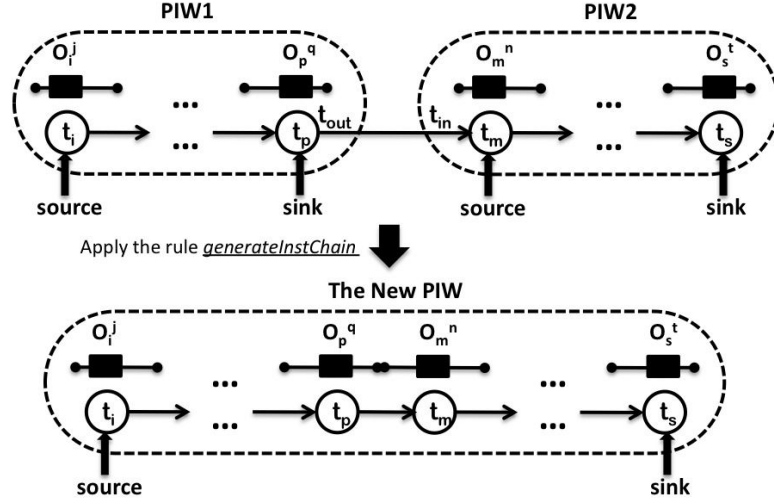 PIW1 PIW2
O_i^j O_p^q O_m^n O_s^t
... ...
t_i ... t_p t_out t_in t_m ... t_s
source sink source sink
Apply the rule generateInstChain
The New PIW
O_i^j O_p^q O_m^n O_s^t
... ...
t_i ... t_p t_m ... t_s
source sink